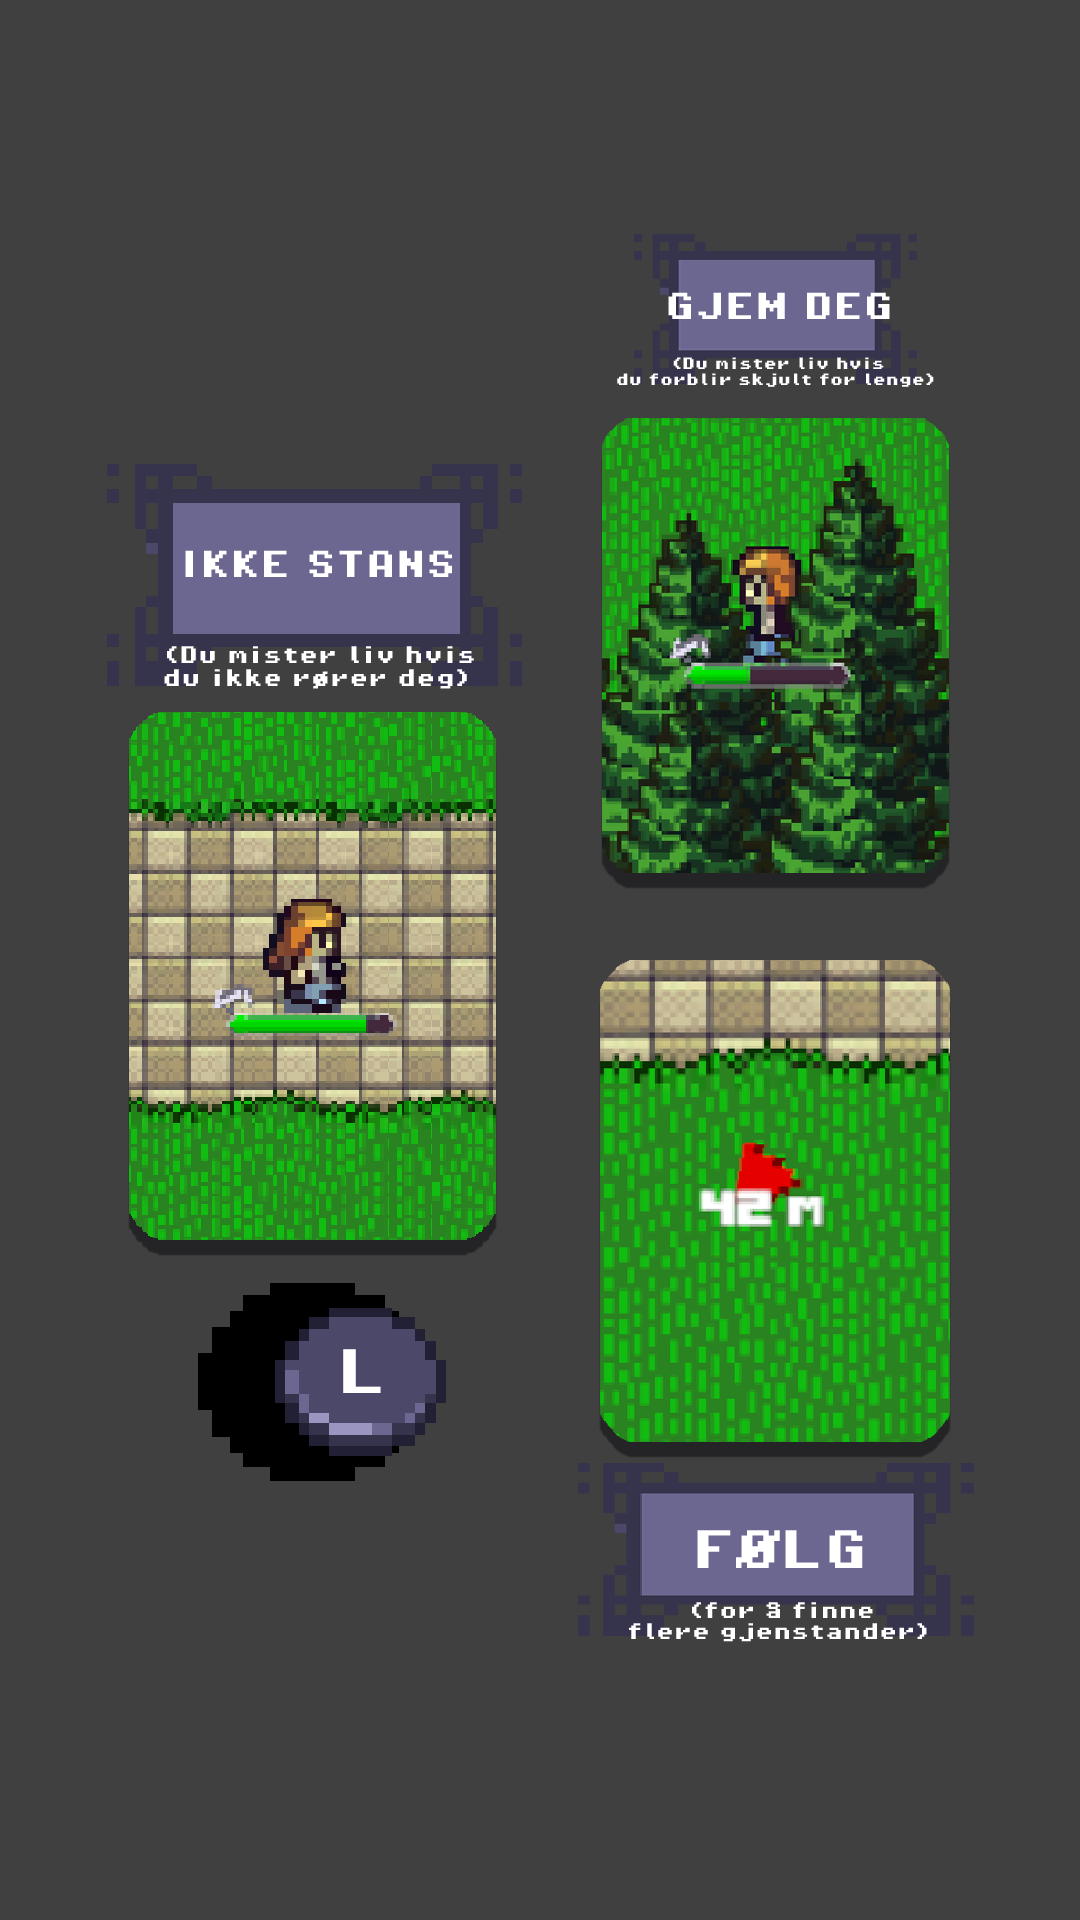 IKKE STANS
(Du mister liv hvis
du ikke rører deg)
L
GJEM DEG
(Du mister liv hvis
du forblir skjult for lenge)
42 M
FØLG
(for å finne
flere gjenstander)